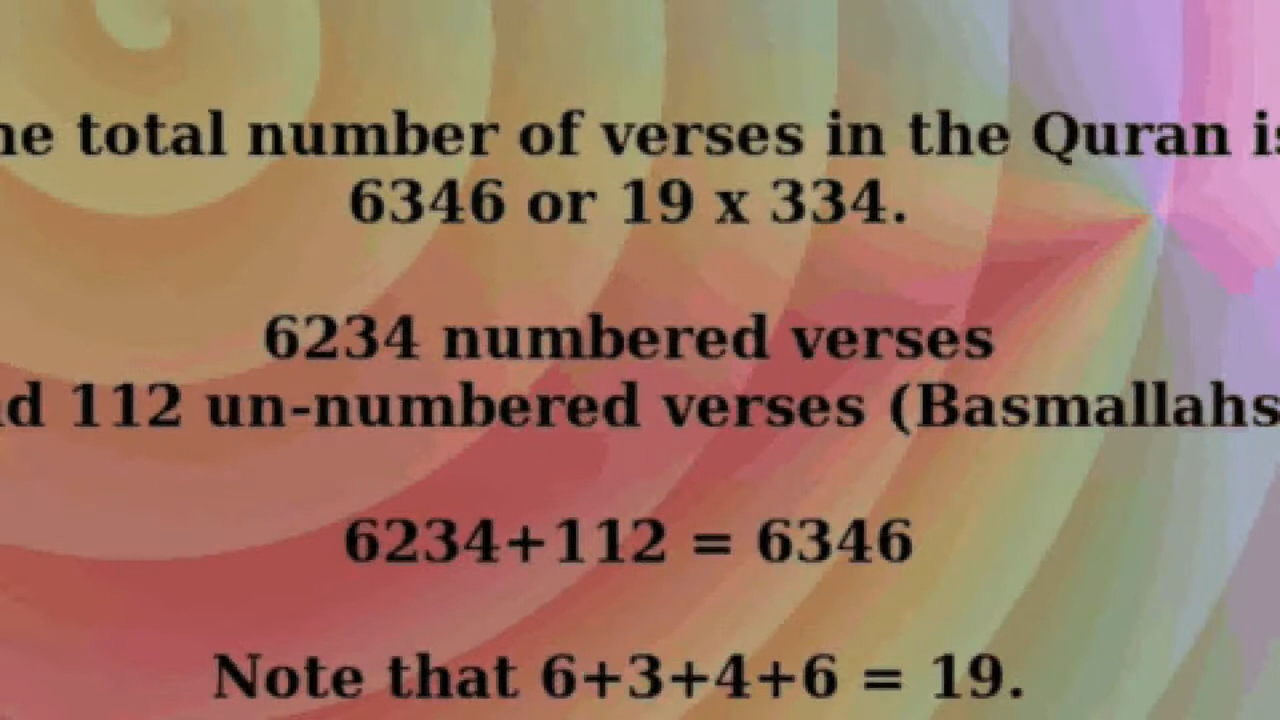 he total number of verses in the Quran is
6346 or 19 x 334.
6234 numbered verses
nd 112 un-numbered verses (Basmallahs
6234+112 = 6346
Note that 6+3+4+6 = 19.